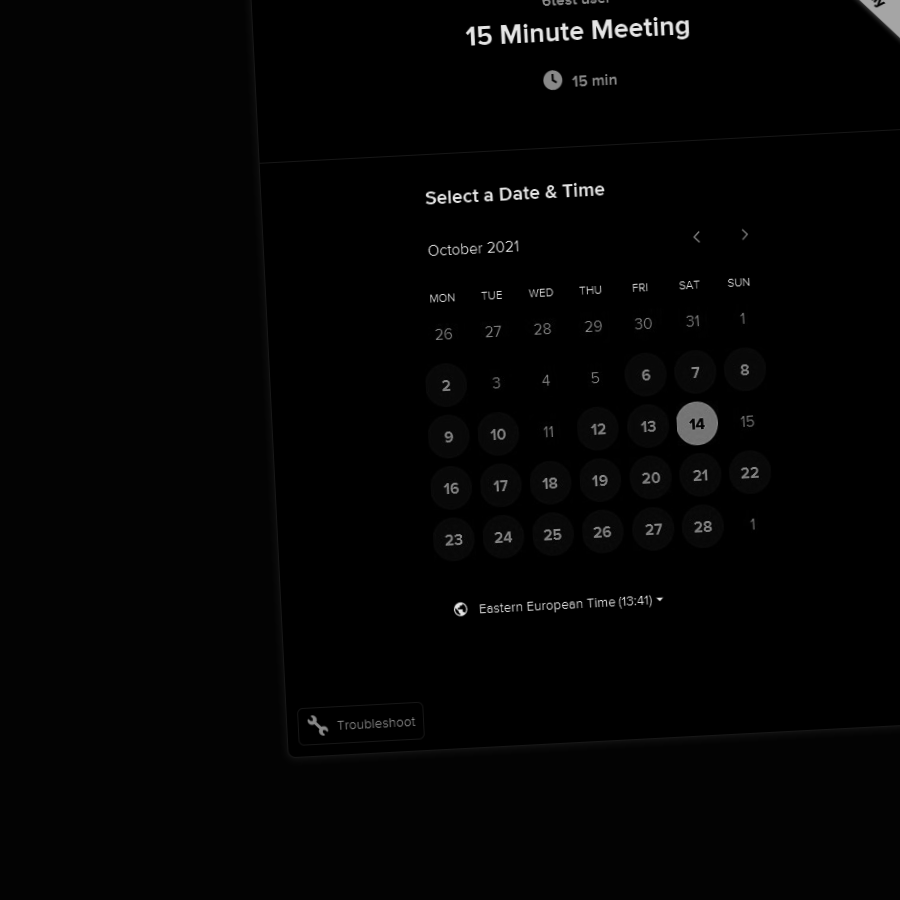 6test user
15 Minute Meeting
15 min
Select a Date & Time
October 2021
MON TUE WED THU FRI SAT SUN
26 27 28 29 30 31 1
2 3 4 5 6 7 8
9 10 11 12 13 14 15
16 17 18 19 20 21 22
23 24 25 26 27 28 1
Eastern European Time (13:41)
Troubleshoot